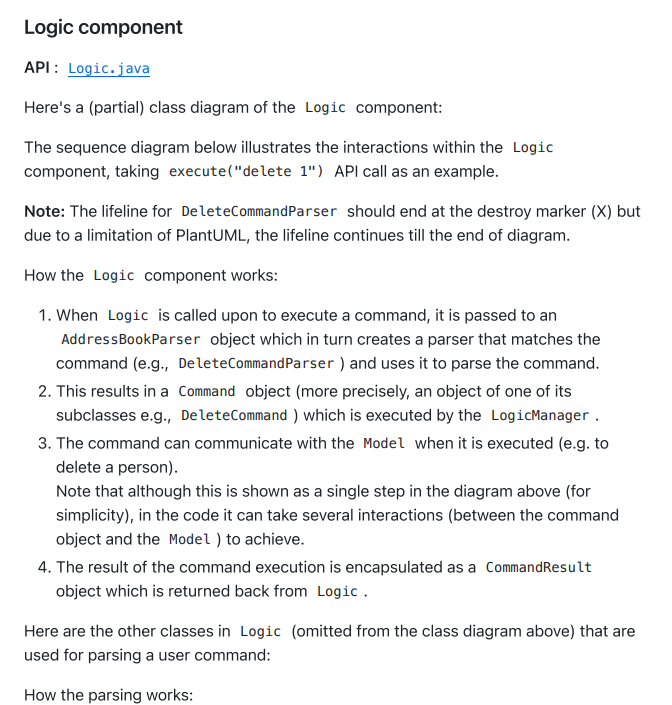 Logic component
API : Logic.java
Here's a (partial) class diagram of the Logic component:
The sequence diagram below illustrates the interactions within the Logic
component, taking execute("delete 1") API call as an example.
Note: The lifeline for DeleteCommandParser should end at the destroy marker (X) but
due to a limitation of PlantUML, the lifeline continues till the end of diagram.
How the Logic component works:
1. When Logic is called upon to execute a command, it is passed to an
AddressBookParser object which in turn creates a parser that matches the
command (e.g., DeleteCommandParser ) and uses it to parse the command.
2. This results in a Command object (more precisely, an object of one of its
subclasses e.g., DeleteCommand ) which is executed by the LogicManager .
3. The command can communicate with the Model when it is executed (e.g. to
delete a person).
Note that although this is shown as a single step in the diagram above (for
simplicity), in the code it can take several interactions (between the command
object and the Model ) to achieve.
4. The result of the command execution is encapsulated as a CommandResult
object which is returned back from Logic .
Here are the other classes in Logic (omitted from the class diagram above) that are
used for parsing a user command:
How the parsing works: